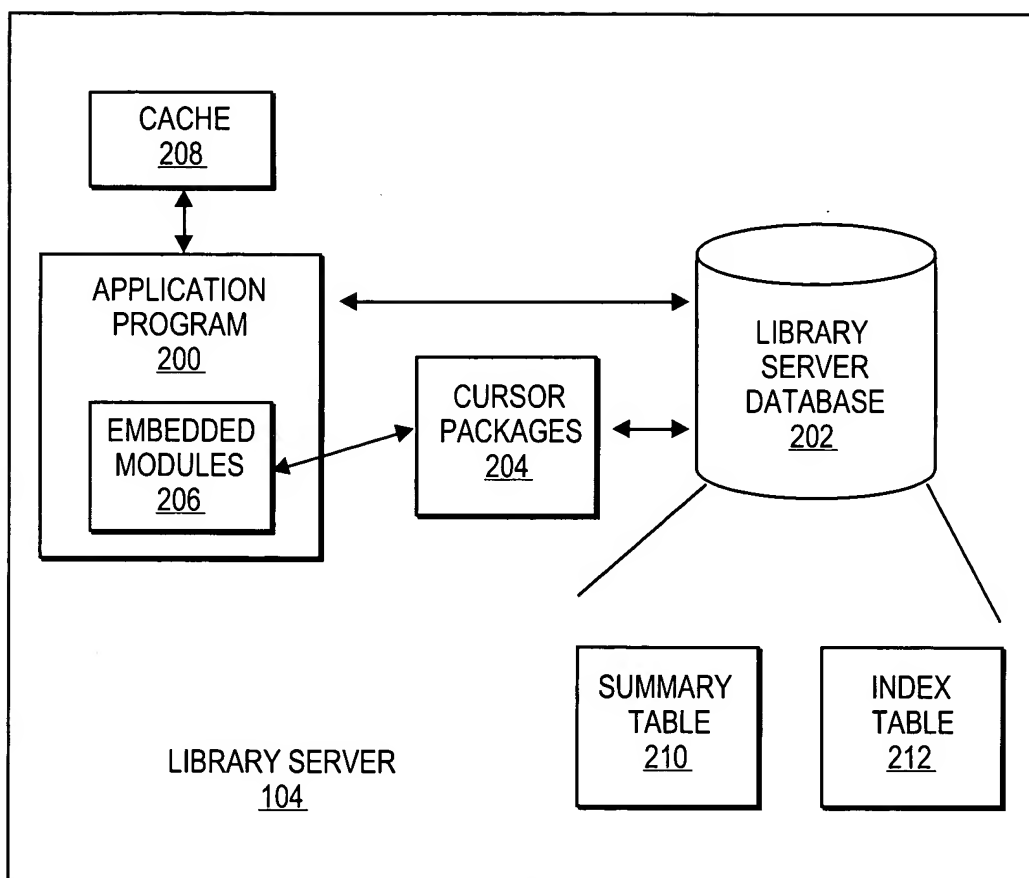 CACHE
208
APPLICATION
PROGRAM
200
EMBEDDED
MODULES
206
CURSOR
PACKAGES
204
LIBRARY
SERVER
DATABASE
202
SUMMARY
TABLE
210
INDEX
TABLE
212
LIBRARY SERVER
104